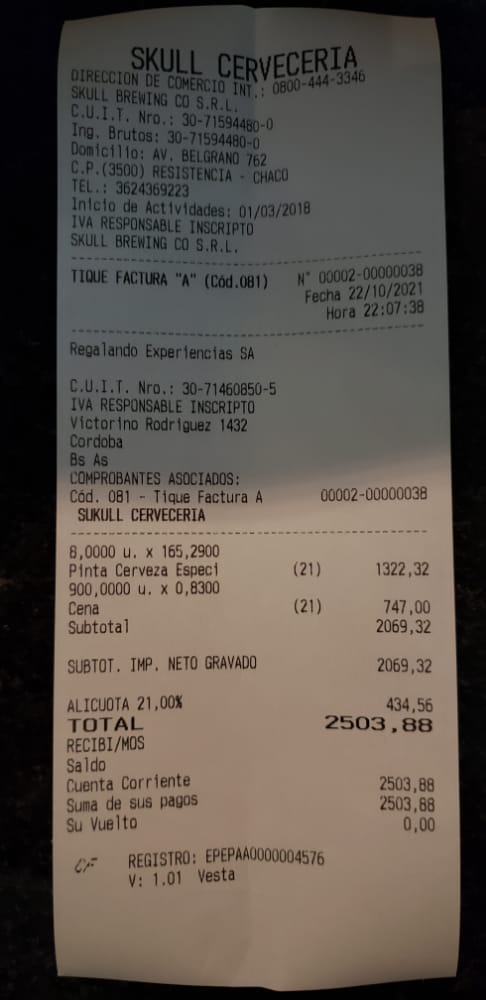 SKULL CERVECERIA
DIRECCION DE COMERCIO INT.: 0800-444-3346
SKULL BREWING CO S.R.L.
C.U.I.T. Nro.: 30-71594480-0
Ing. Brutos: 30-71594480-0
Domicilio: AV. BELGRANO 762
C.P.(3500) RESISTENCIA - CHACO
TEL.: 3624369223
Inicio de Actividades: 01/03/2018
IVA RESPONSABLE INSCRIPTO
SKULL BREWING CO S.R.L.
TIQUE FACTURA "A" (Cód.081) N° 00002-00000038
Fecha 22/10/2021
Hora 22:07:38
Regalando Experiencias SA
C.U.I.T. Nro.: 30-71460850-5
IVA RESPONSABLE INSCRIPTO
Victorino Rodriguez 1432
Cordoba
Bs As
COMPROBANTES ASOCIADOS:
Cód. 081 - Tique Factura A 00002-00000038
SUKULL CERVECERIA
8,0000 u. x 165,2900
Pinta Cerveza Especi (21) 1322,32
900,0000 u. x 0,8300
Cena (21) 747,00
Subtotal 2069,32
SUBTOT. IMP. NETO GRAVADO 2069,32
ALICUOTA 21,00% 434,56
TOTAL 2503,88
RECIBI/MOS
Saldo
Cuenta Corriente 2503,88
Suma de sus pagos 2503,88
Su Vuelto 0,00
CF REGISTRO: EPEPAA0000004576
V: 1.01 Vesta